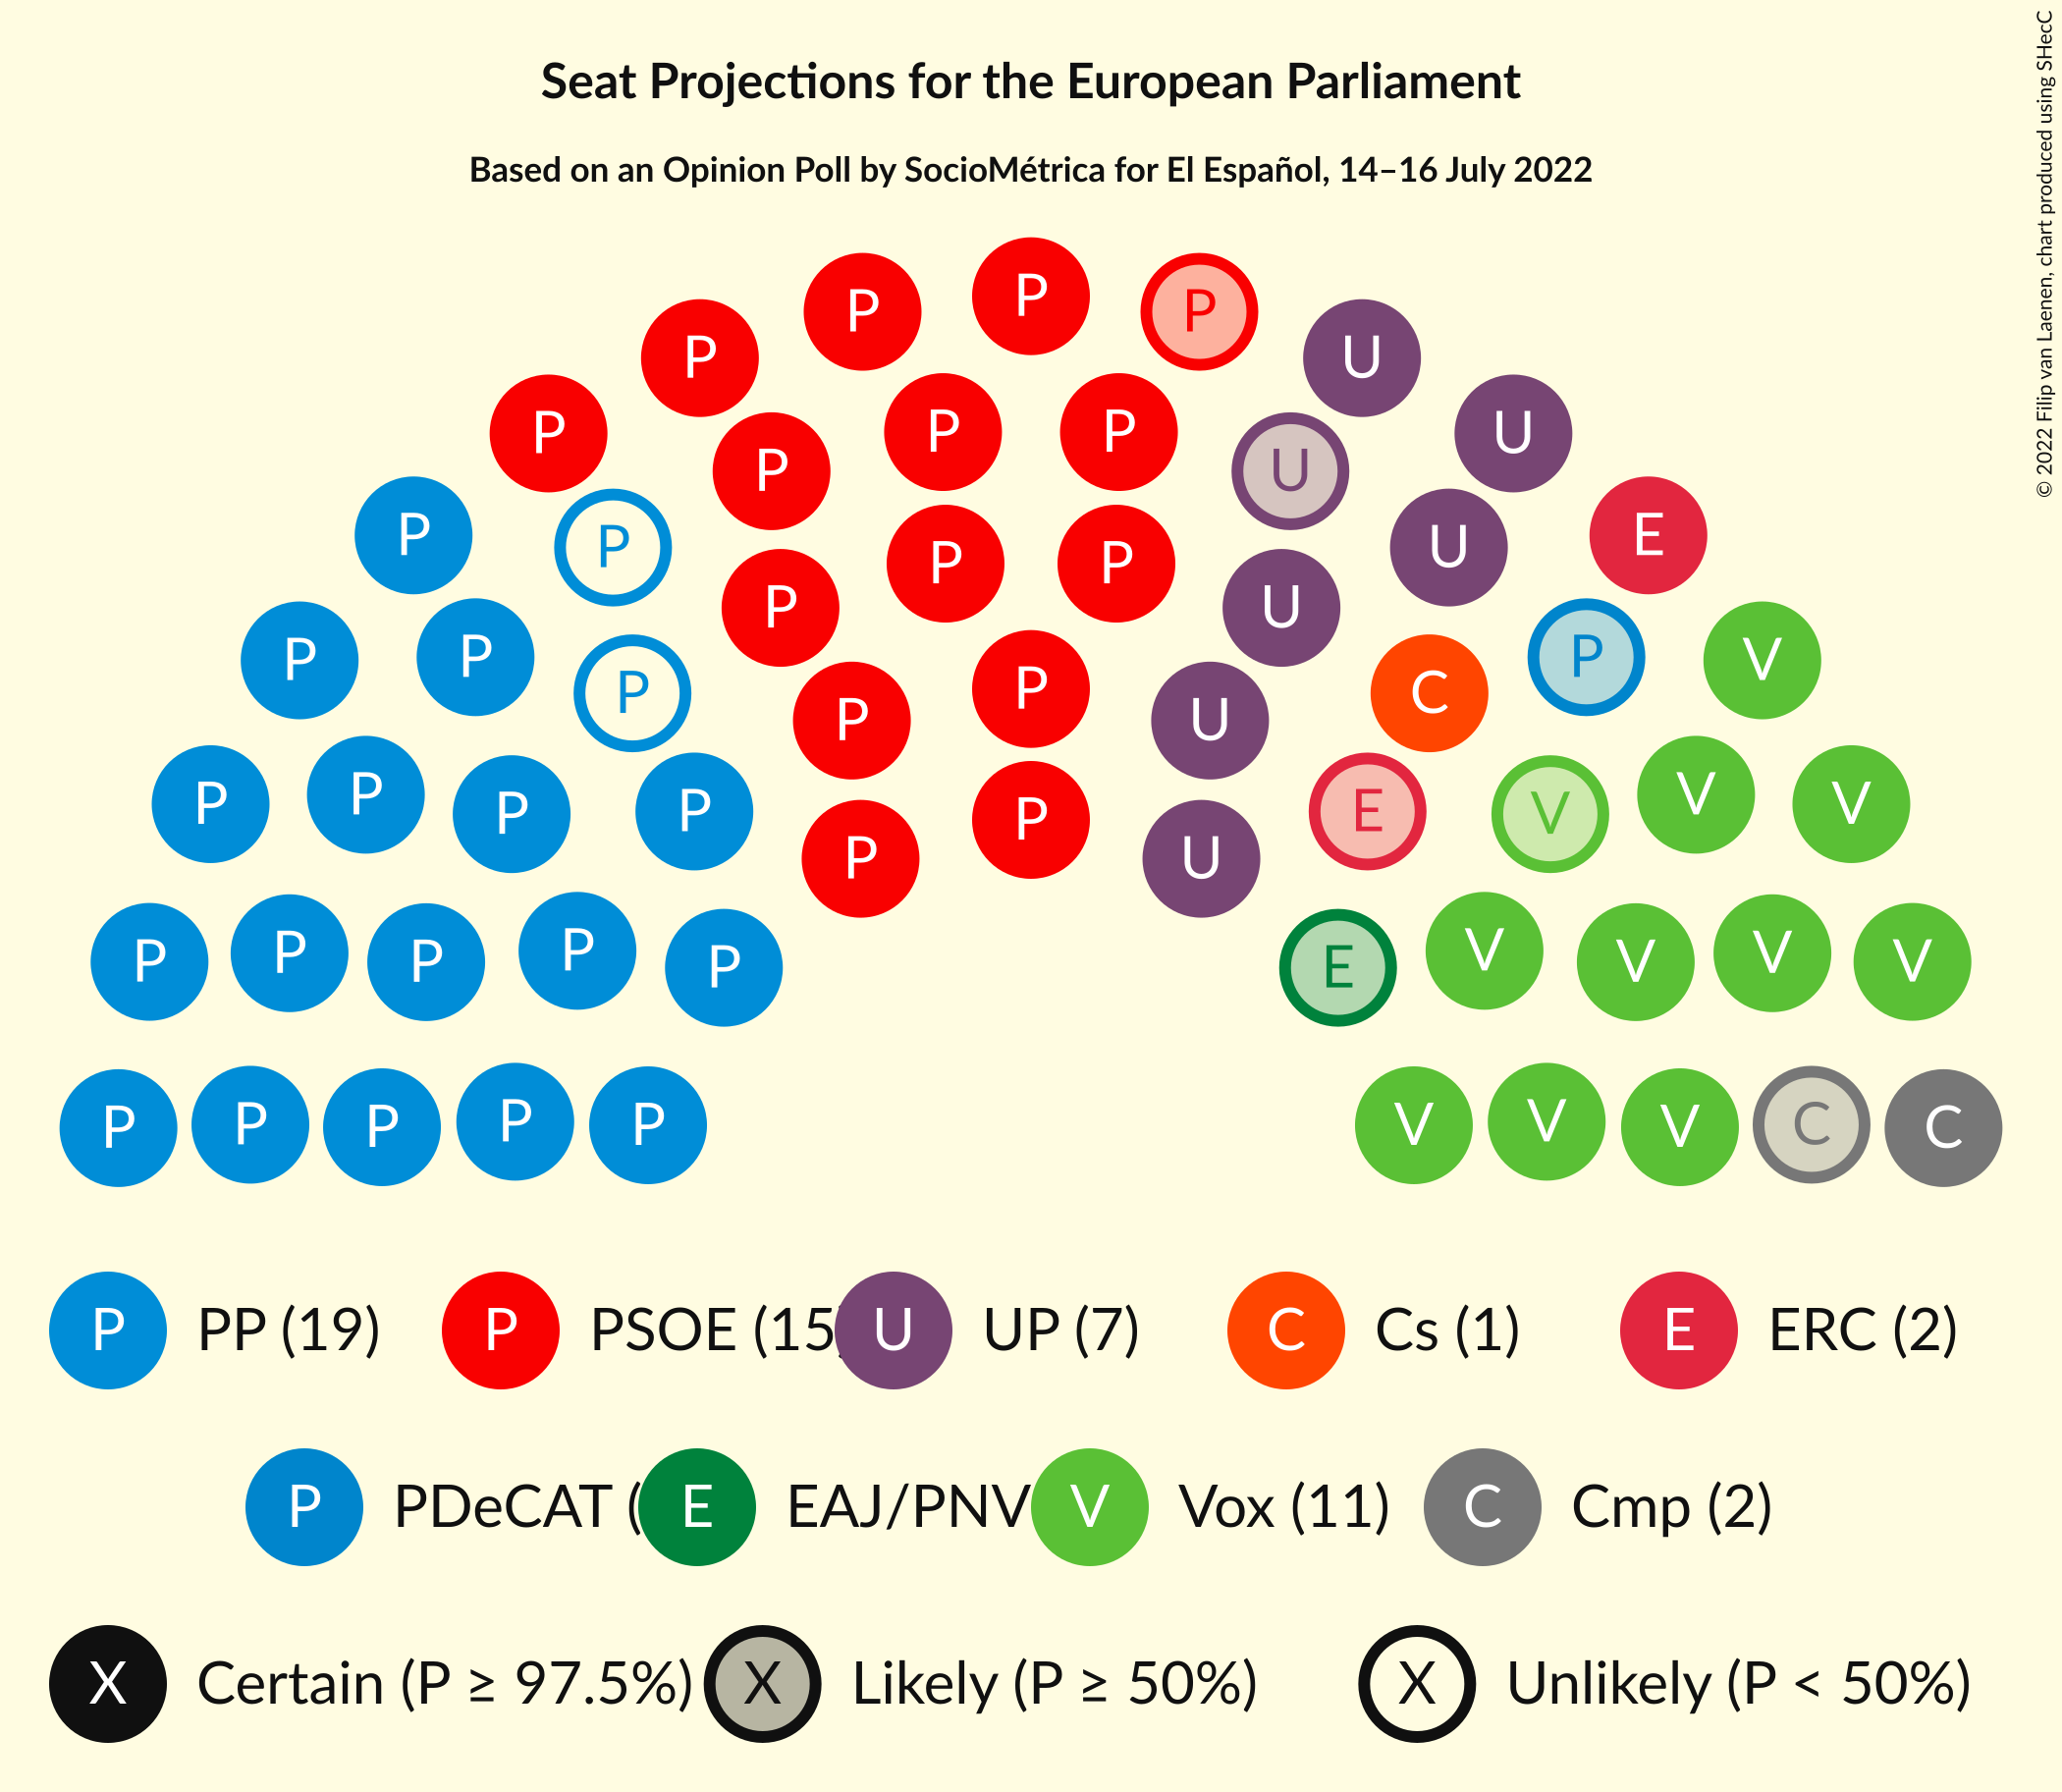 Seat Projections for the European Parliament
Based on an Opinion Poll by SocioMétrica for El Español, 14–16 July 2022
© 2022 Filip van Laenen, chart produced using SHecC
P P P P U
P P P U U
P P U P P U E
P P P P U
P P P C P V
P P P P P P E V V V
P P U
P P P P P E V V V V
P P P P P V V V C C
P PP (19) P PSOE (15 U UP (7) C Cs (1) E ERC (2)
P PDeCAT ( E EAJ/PNV V Vox (11) C Cmp (2)
X Certain (P ≥ 97.5%) X Likely (P ≥ 50%) X Unlikely (P < 50%)